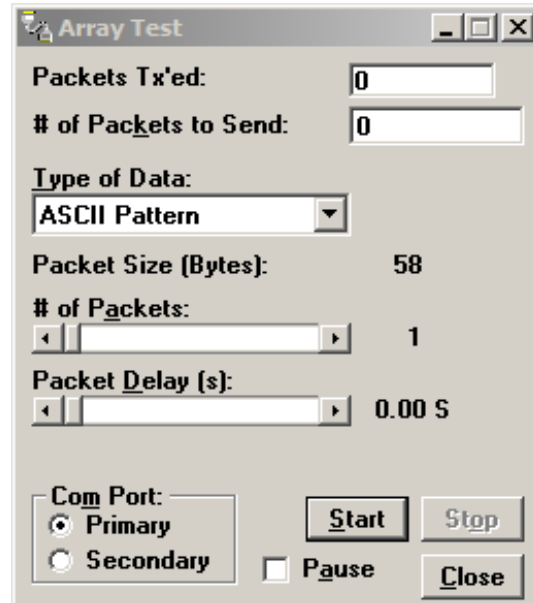 Array Test
Packets Tx'ed: 0
# of Packets to Send: 0
Type of Data:
ASCII Pattern
Packet Size (Bytes): 58
# of Packets:
1
Packet Delay (s):
0.00 S
Com Port:
Primary
Secondary
Start
Stop
Pause
Close